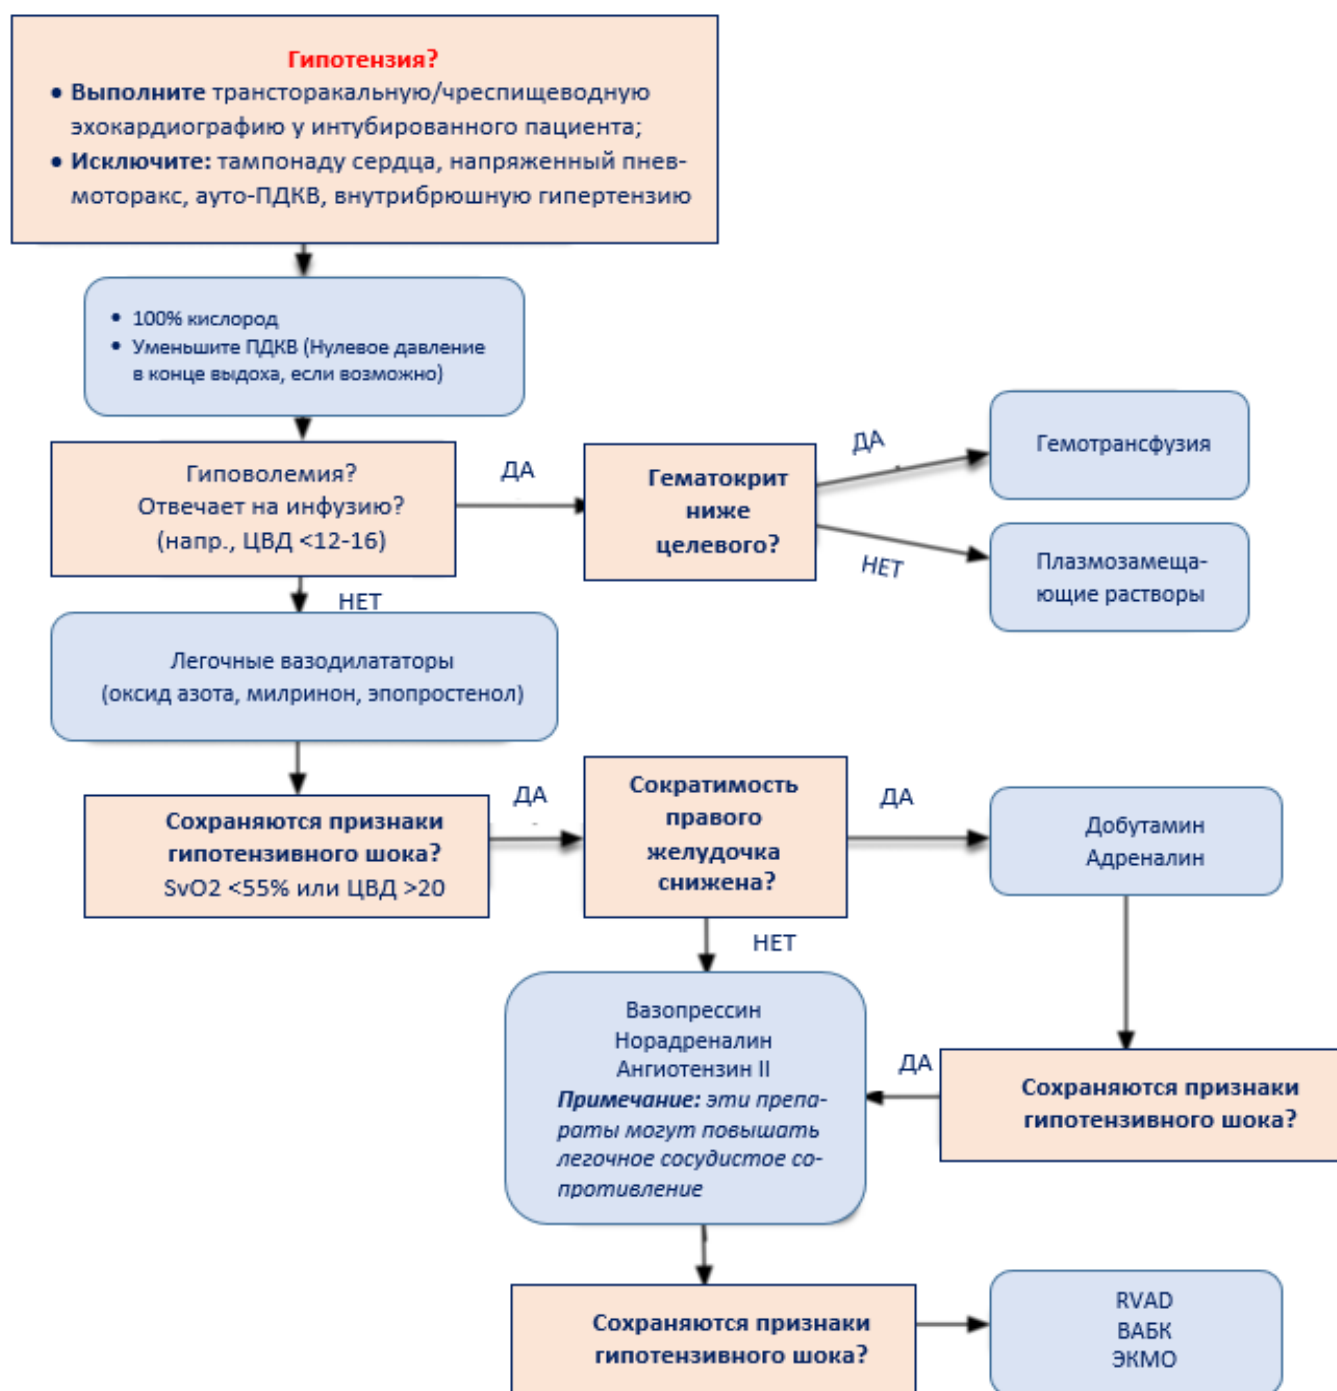 Гипотензия?
• Выполните трансторакальную/чреспищеводную
эхокардиографию у интубированного пациента;
• Исключите: тампонаду сердца, напряженный пнев-
моторакс, ауто-ПДКВ, внутрибрюшную гипертензию
• 100% кислород
• Уменьшите ПДКВ (Нулевое давление
в конце выдоха, если возможно)
Гиповолемия?
Отвечает на инфузию?
(напр., ЦВД <12-16)
ДА
Гематокрит
ниже
целевого?
ДА
Гемотрансфузия
НЕТ
Плазмозамеща-
ющие растворы
НЕТ
Легочные вазодилататоры
(оксид азота, милринон, эпопростенол)
Сохраняются признаки
гипотензивного шока?
SvO2 <55% или ЦВД >20
ДА
Сократимость
правого
желудочка
снижена?
ДА
Добутамин
Адреналин
НЕТ
Вазопрессин
Норадреналин
Ангиотензин II
Примечание: эти препа-
раты могут повышать
легочное сосудистое со-
противление
ДА
Сохраняются признаки
гипотензивного шока?
Сохраняются признаки
гипотензивного шока?
RVAD
ВАБК
ЭКМО